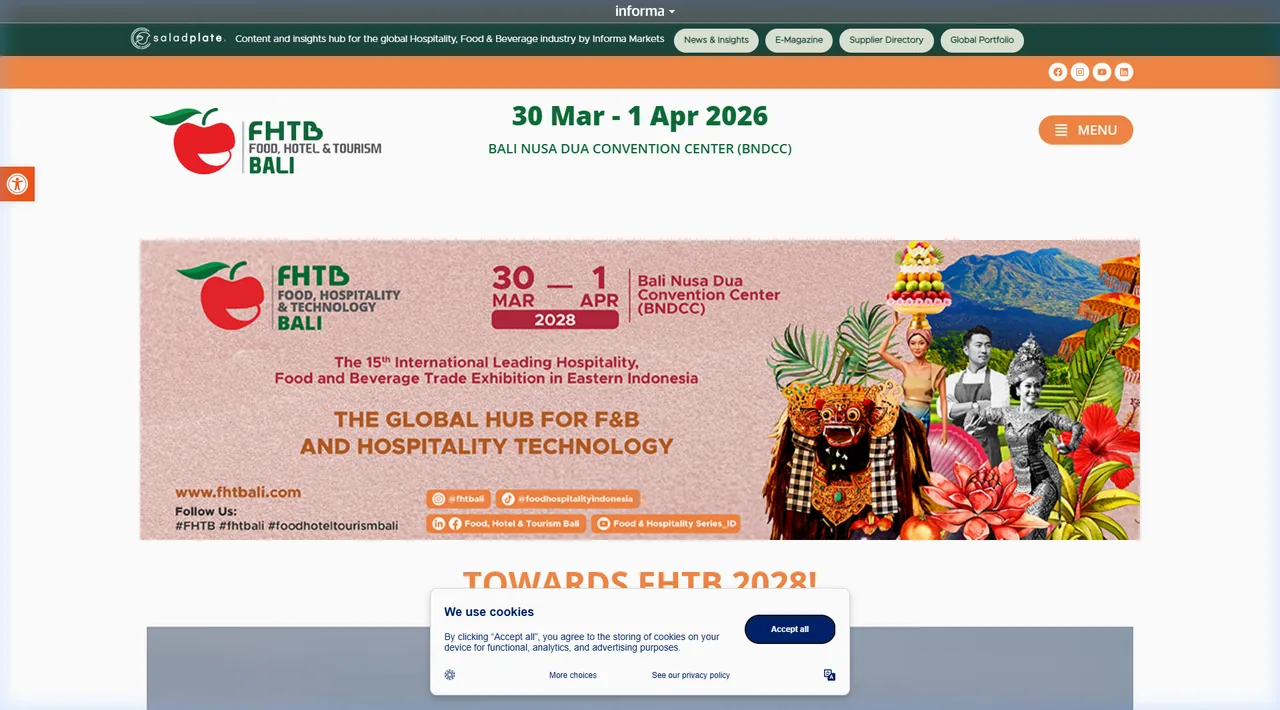 informa
saladplate.
Content and insights hub for the global Hospitality, Food & Beverage industry by Informa Markets
News & Insights
E-Magazine
Supplier Directory
Global Portfolio
FHTB
FOOD, HOTEL & TOURISM
BALI
30 Mar - 1 Apr 2026
BALI NUSA DUA CONVENTION CENTER (BNDCC)
MENU
FHTB
FOOD, HOSPITALITY
& TECHNOLOGY
BALI
30 — 1
MAR APR
2028
Bali Nusa Dua
Convention Center
(BNDCC)
The 15th International Leading Hospitality,
Food and Beverage Trade Exhibition in Eastern Indonesia
THE GLOBAL HUB FOR F&B
AND HOSPITALITY TECHNOLOGY
www.fhtbali.com
Follow Us:
#FHTB #fhtbali #foodhoteltourismbali
@fhtbali
@foodhospitalityindonesia
Food, Hotel & Tourism Bali
Food & Hospitality Series_ID
TOWARDS FHTB 2028!
We use cookies
By clicking “Accept all”, you agree to the storing of cookies on your
device for functional, analytics, and advertising purposes.
Accept all
More choices
See our privacy policy